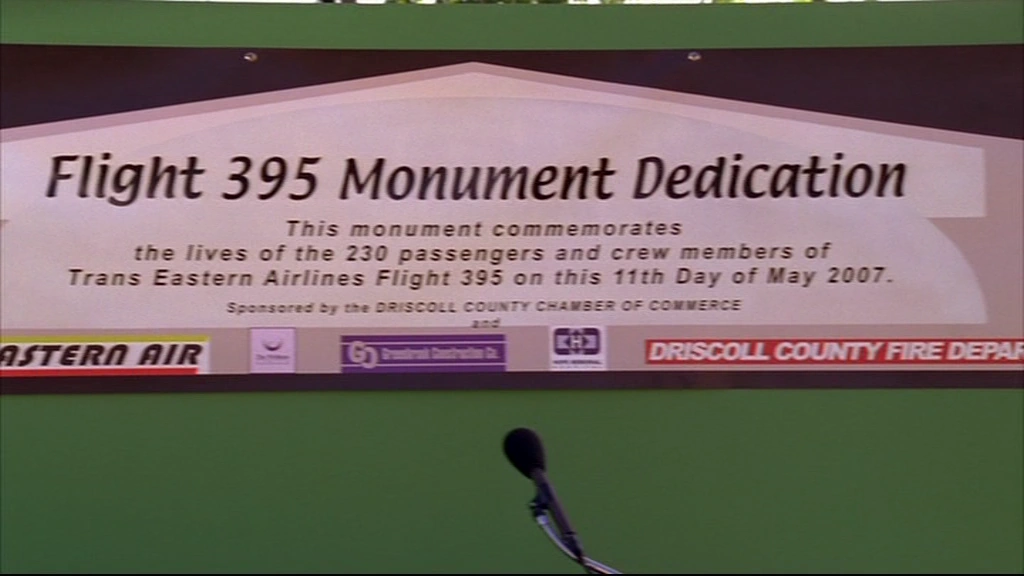 Flight 395 Monument Dedication
This monument commemorates
the lives of the 230 passengers and crew members of
Trans Eastern Airlines Flight 395 on this 11th Day of May 2007.
Sponsored by the DRISCOLL COUNTY CHAMBER OF COMMERCE
and
ASTERN AIR
Construction Co.
H
DRISCOLL COUNTY FIRE DEPAR